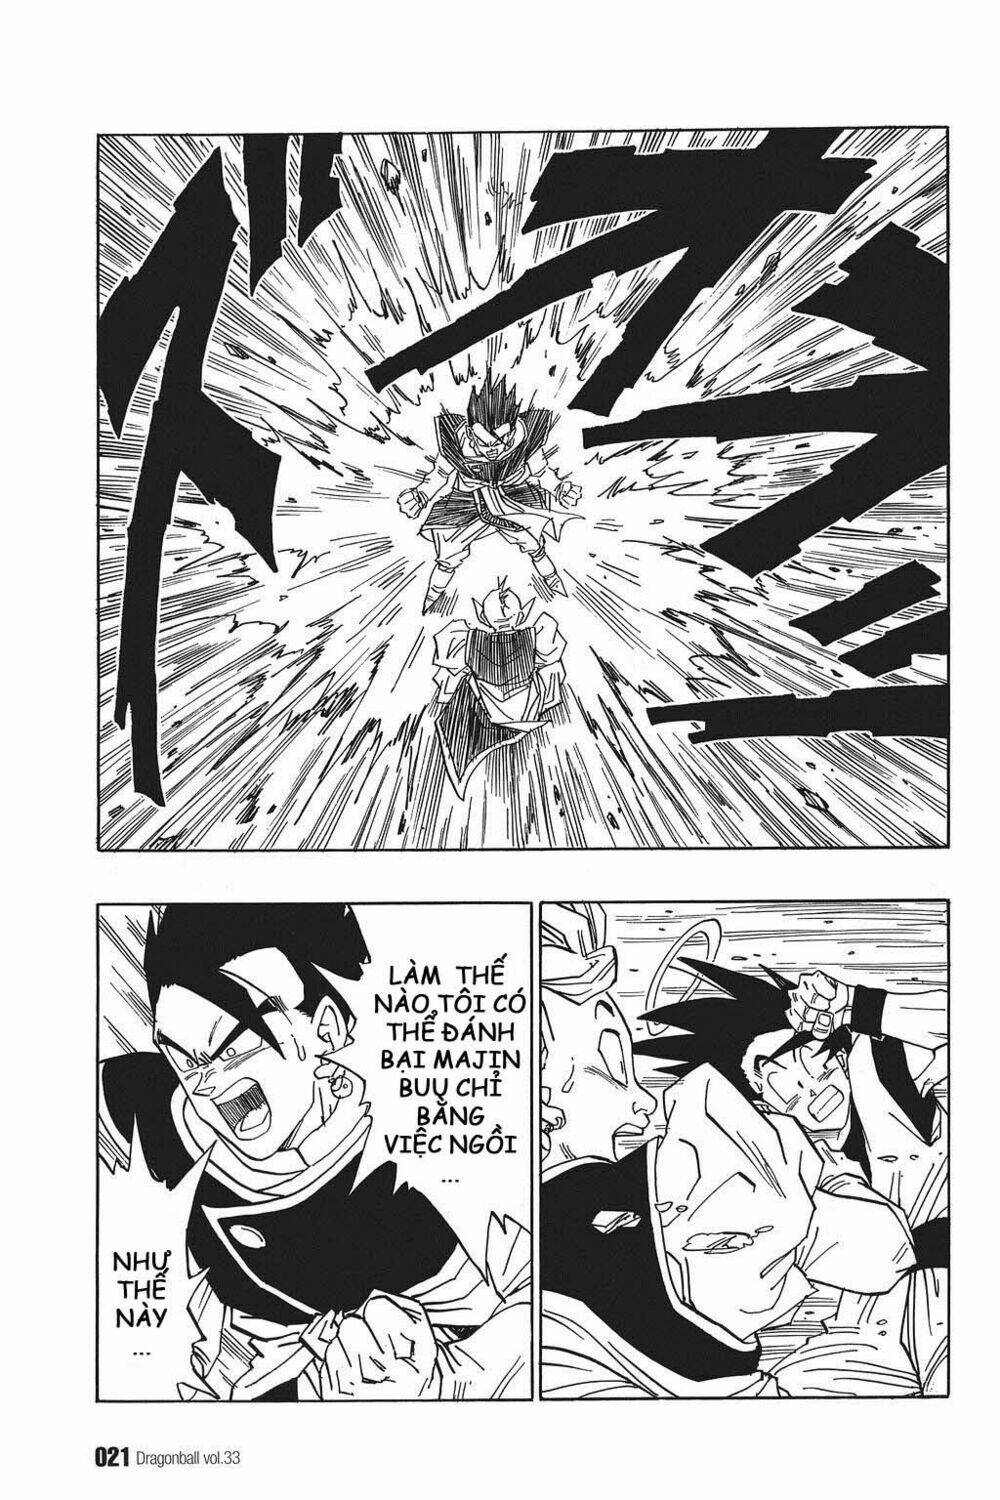 LÀM THẾ
NÀO TÔI CÓ
THỂ ĐÁNH
BẠI MAJIN
BUU CHỈ
BẰNG
VIỆC NGỒI
...
NHƯ
THẾ
NÀY
...
021 Dragonball vol.33